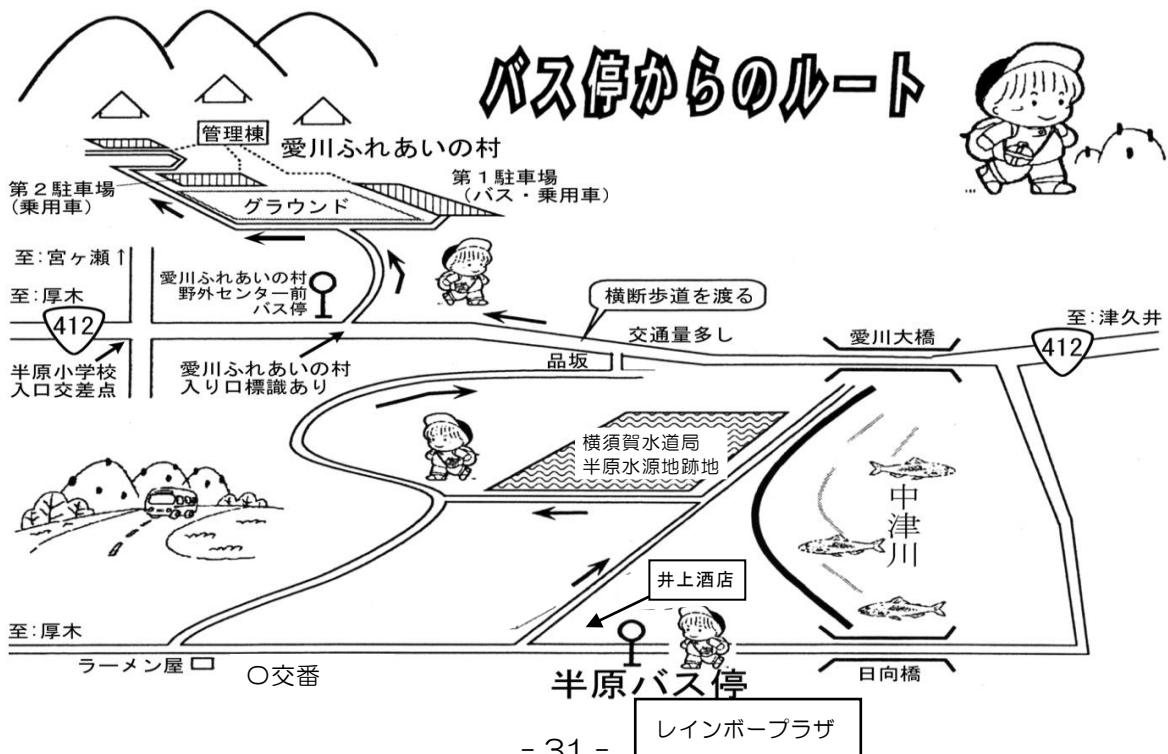 バス停からのルート
管理棟
愛川ふれあいの村
第２駐車場
（乗用車）
第１駐車場
（バス・乗用車）
グラウンド
至：宮ヶ瀬↑
愛川ふれあいの村
野外センター前
バス停
至：厚木
412
横断歩道を渡る
交通量多し
愛川大橋
至：津久井
412
半原小学校
入口交差点
愛川ふれあいの村
入り口標識あり
品坂
横須賀水道局
半原水源地跡地
中津川
井上酒店
至：厚木
ラーメン屋
〇交番
半原バス停
日向橋
レインボープラザ
- 31 -